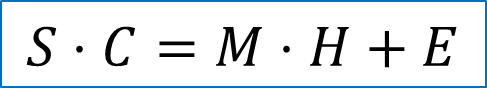 S · C = M · H + E